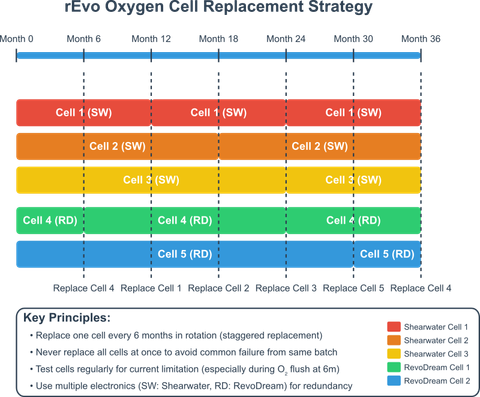 rEvo Oxygen Cell Replacement Strategy
Month 0 Month 6 Month 12 Month 18 Month 24 Month 30 Month 36
Cell 1 (SW) Cell 1 (SW) Cell 1 (SW)
Cell 2 (SW) Cell 2 (SW)
Cell 3 (SW) Cell 3 (SW)
Cell 4 (RD) Cell 4 (RD) Cell 4 (RD)
Cell 5 (RD) Cell 5 (RD)
Replace Cell 4 Replace Cell 1 Replace Cell 2 Replace Cell 3 Replace Cell 5 Replace Cell 4
Key Principles:
• Replace one cell every 6 months in rotation (staggered replacement)
• Never replace all cells at once to avoid common failure from same batch
• Test cells regularly for current limitation (especially during O₂ flush at 6m)
• Use multiple electronics (SW: Shearwater, RD: RevoDream) for redundancy
Shearwater Cell 1
Shearwater Cell 2
Shearwater Cell 3
RevoDream Cell 1
RevoDream Cell 2